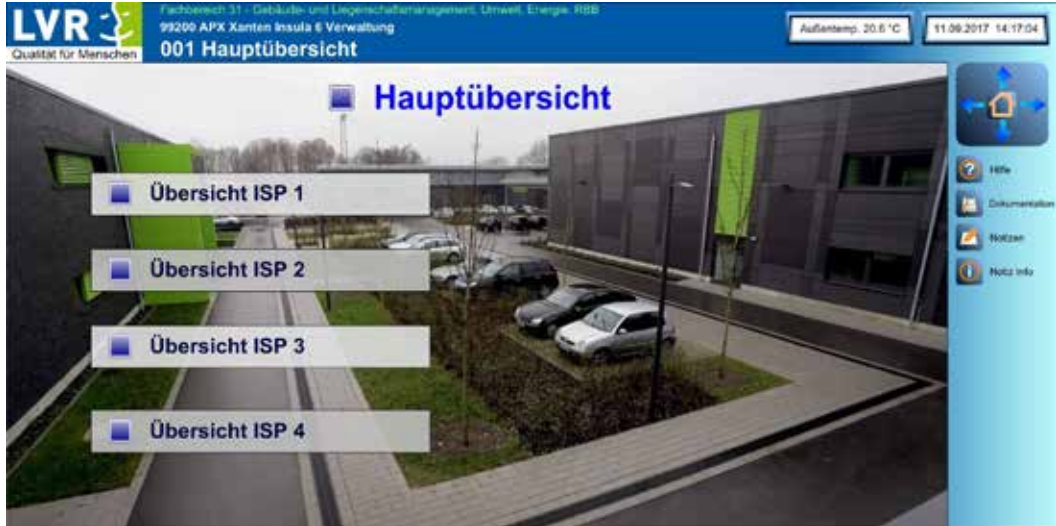 LVR
Qualität für Menschen
Fachbereich 31 - Gebäude- und Liegenschaftsmanagement, Umwelt, Energie, RBB
99200 APX Xanten Insula 6 Verwaltung
001 Hauptübersicht
Außentemp. 20,6 °C
11.09.2017 14:17:04
Hauptübersicht
Übersicht ISP 1
Übersicht ISP 2
Übersicht ISP 3
Übersicht ISP 4
Hilfe
Dokumentation
Notizen
Notiz Info